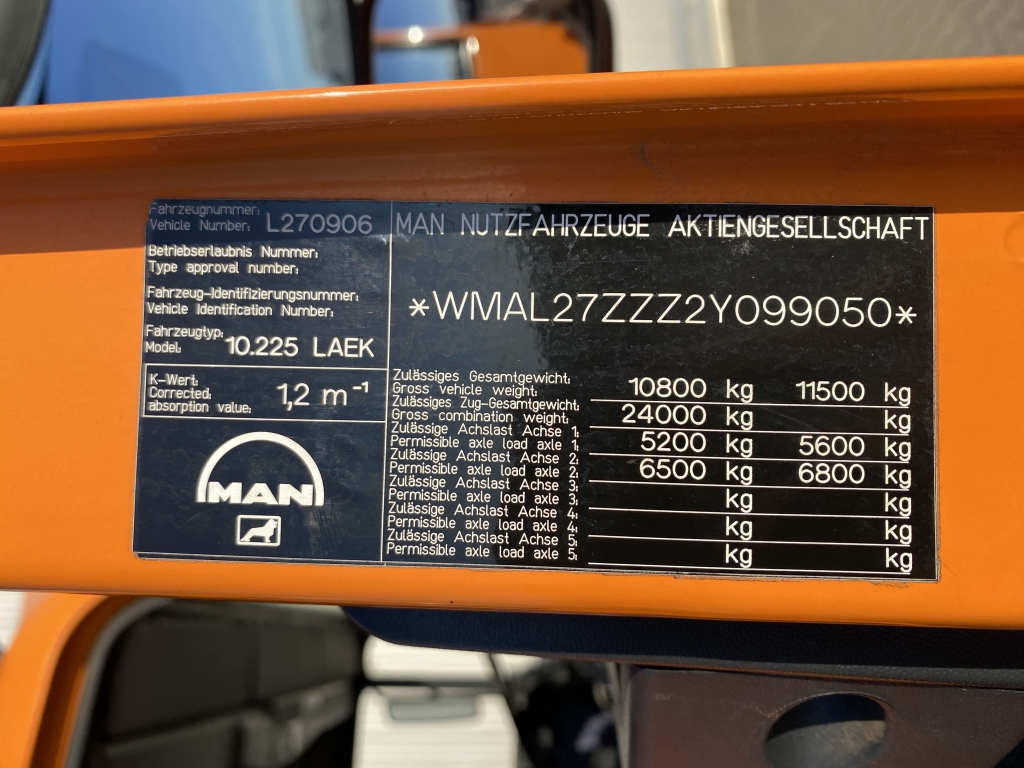 Fahrzeugnummer:
Vehicle Number: L270906
Betriebserlaubnis Nummer:
Type approval number:
Fahrzeug-Identifizierungsnummer:
Vehicle Identification Number:
Fahrzeugtyp:
Model: 10.225 LAEK
K-Wert:
Corrected: 1,2 m⁻¹
absorption value:
MAN
MAN NUTZFAHRZEUGE AKTIENGESELLSCHAFT
*WMAL27ZZZ2Y099050*
Zulässiges Gesamtgewicht:
Gross vehicle weight: 10800 kg 11500 kg
Zulässiges Zug-Gesamtgewicht:
Gross combination weight: 24000 kg kg
Zulässige Achslast Achse 1:
Permissible axle load axle 1: 5200 kg 5600 kg
Zulässige Achslast Achse 2:
Permissible axle load axle 2: 6500 kg 6800 kg
Zulässige Achslast Achse 3:
Permissible axle load axle 3: kg kg
Zulässige Achslast Achse 4:
Permissible axle load axle 4: kg kg
Zulässige Achslast Achse 5:
Permissible axle load axle 5: kg kg